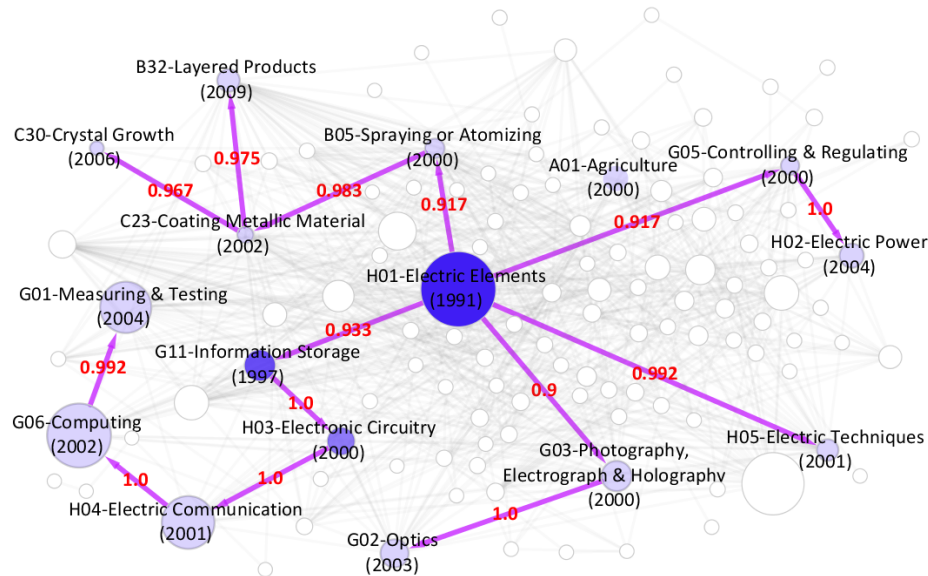 B32-Layered Products
(2009)
C30-Crystal Growth
(2006)
0.975
B05-Spraying or Atomizing
(2000)
A01-Agriculture
(2000)
G05-Controlling & Regulating
(2000)
0.967
0.983
0.917
0.917
1.0
C23-Coating Metallic Material
(2002)
H02-Electric Power
(2004)
H01-Electric Elements
(1991)
G01-Measuring & Testing
(2004)
0.933
G11-Information Storage
(1997)
0.992
0.992
0.9
1.0
G06-Computing
(2002)
H03-Electronic Circuitry
(2000)
G03-Photography,
Electrograph & Holography
(2000)
H05-Electric Techniques
(2001)
1.0
1.0
H04-Electric Communication
(2001)
1.0
G02-Optics
(2003)